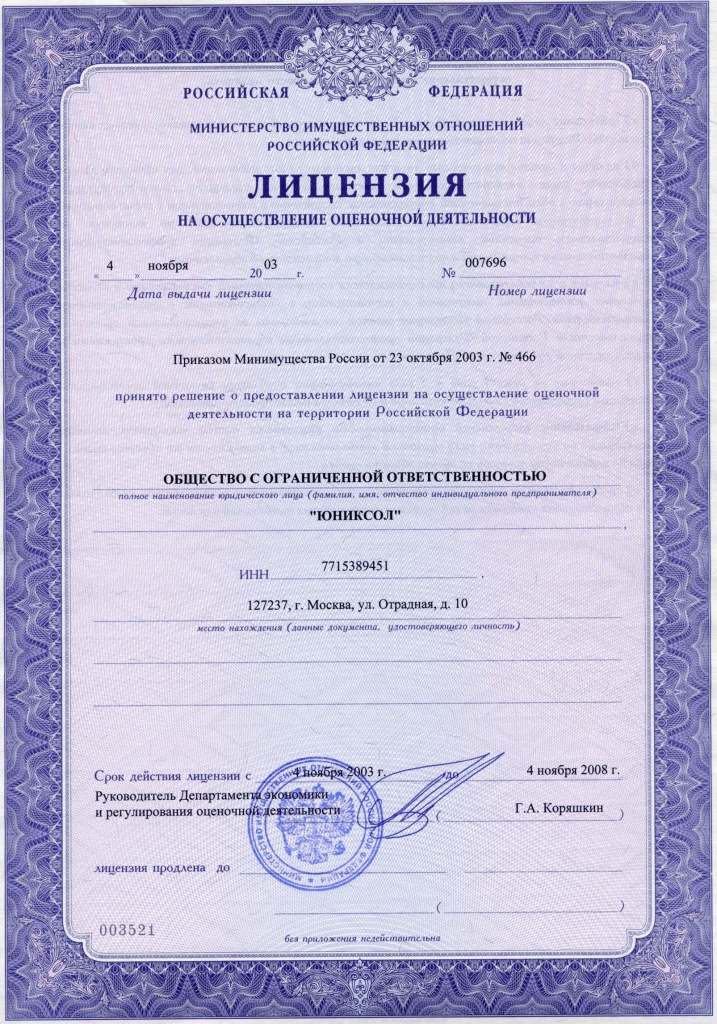 РОССИЙСКАЯ ФЕДЕРАЦИЯ
МИНИСТЕРСТВО ИМУЩЕСТВЕННЫХ ОТНОШЕНИЙ
РОССИЙСКОЙ ФЕДЕРАЦИИ
ЛИЦЕНЗИЯ
НА ОСУЩЕСТВЛЕНИЕ ОЦЕНОЧНОЙ ДЕЯТЕЛЬНОСТИ
« 4 » ноября 20 03 г. № 007696
Дата выдачи лицензии Номер лицензии
Приказом Минимущества России от 23 октября 2003 г. № 466
принято решение о предоставлении лицензии на осуществление оценочной
деятельности на территории Российской Федерации
ОБЩЕСТВО С ОГРАНИЧЕННОЙ ОТВЕТСТВЕННОСТЬЮ
полное наименование юридического лица (фамилия, имя, отчество индивидуального предпринимателя)
"ЮНИКСОЛ"
ИНН 7715389451
127237, г. Москва, ул. Отрадная, д. 10
место нахождения (данные документа, удостоверяющего личность)
Срок действия лицензии с 4 ноября 2003 г. до 4 ноября 2008 г.
Руководитель Департамента экономики
и регулирования оценочной деятельности ( Г.А. Коряшкин )
лицензия продлена до
( )
003521
без приложения недействительна